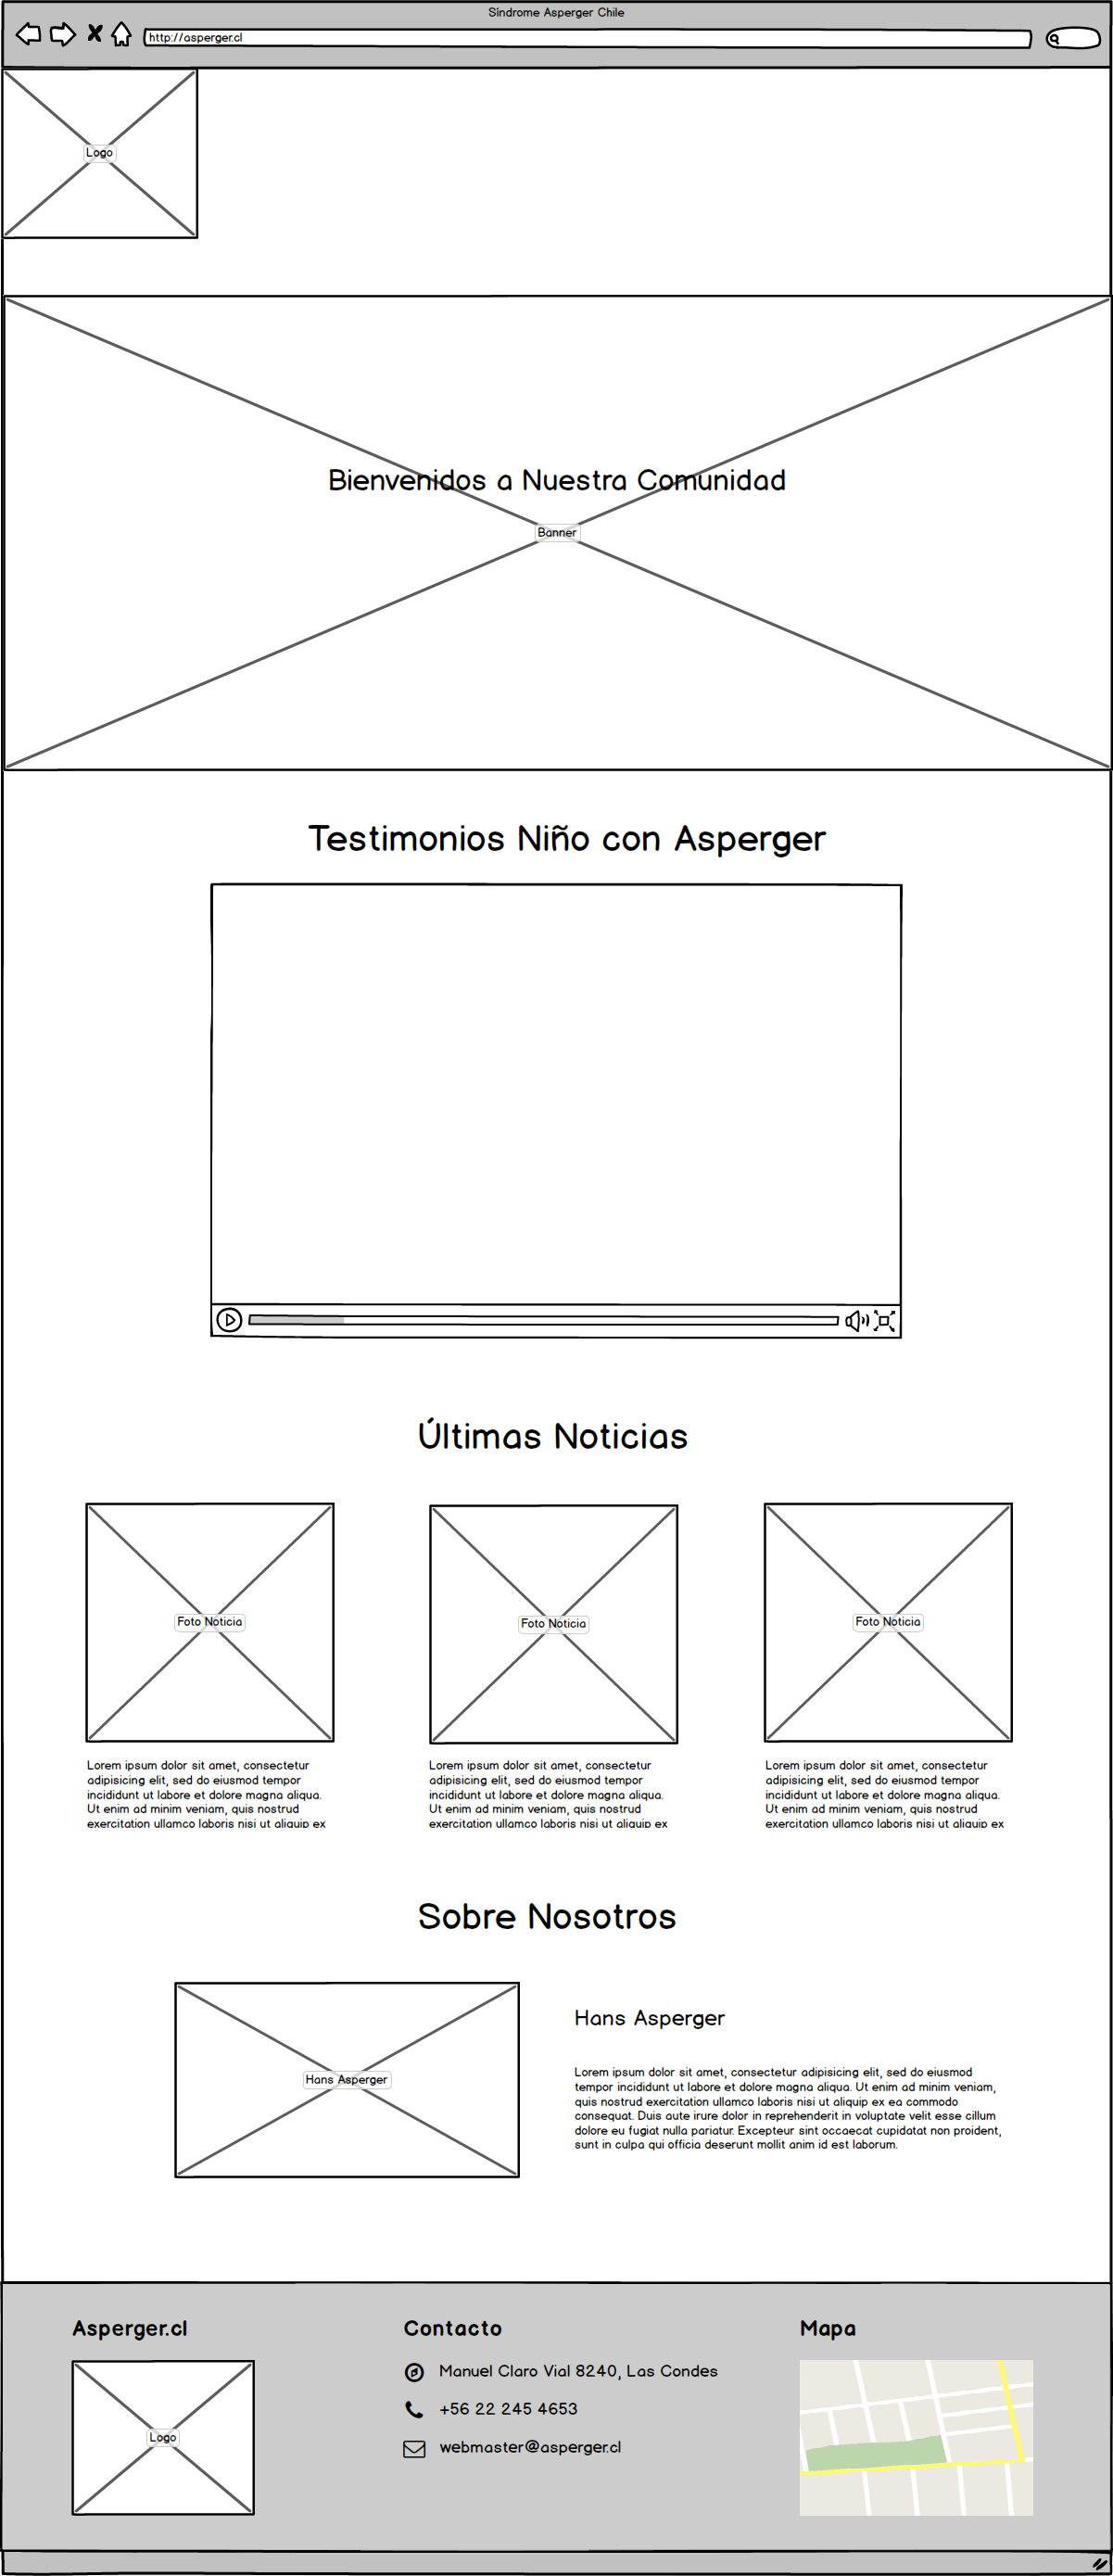 Síndrome Asperger Chile
http://asperger.cl
Logo
Bienvenidos a Nuestra Comunidad
Banner
Testimonios Niño con Asperger
Últimas Noticias
Foto Noticia
Foto Noticia
Foto Noticia
Lorem ipsum dolor sit amet, consectetur
adipisicing elit, sed do eiusmod tempor
incididunt ut labore et dolore magna aliqua.
Ut enim ad minim veniam, quis nostrud
exercitation ullamco laboris nisi ut aliquip ex
Lorem ipsum dolor sit amet, consectetur
adipisicing elit, sed do eiusmod tempor
incididunt ut labore et dolore magna aliqua.
Ut enim ad minim veniam, quis nostrud
exercitation ullamco laboris nisi ut aliquip ex
Lorem ipsum dolor sit amet, consectetur
adipisicing elit, sed do eiusmod tempor
incididunt ut labore et dolore magna aliqua.
Ut enim ad minim veniam, quis nostrud
exercitation ullamco laboris nisi ut aliquip ex
Sobre Nosotros
Hans Asperger
Hans Asperger
Lorem ipsum dolor sit amet, consectetur adipisicing elit, sed do eiusmod
tempor incididunt ut labore et dolore magna aliqua. Ut enim ad minim veniam,
quis nostrud exercitation ullamco laboris nisi ut aliquip ex ea commodo
consequat. Duis aute irure dolor in reprehenderit in voluptate velit esse cillum
dolore eu fugiat nulla pariatur. Excepteur sint occaecat cupidatat non proident,
sunt in culpa qui officia deserunt mollit anim id est laborum.
Asperger.cl
Logo
Contacto
Manuel Claro Vial 8240, Las Condes
+56 22 245 4653
webmaster@asperger.cl
Mapa